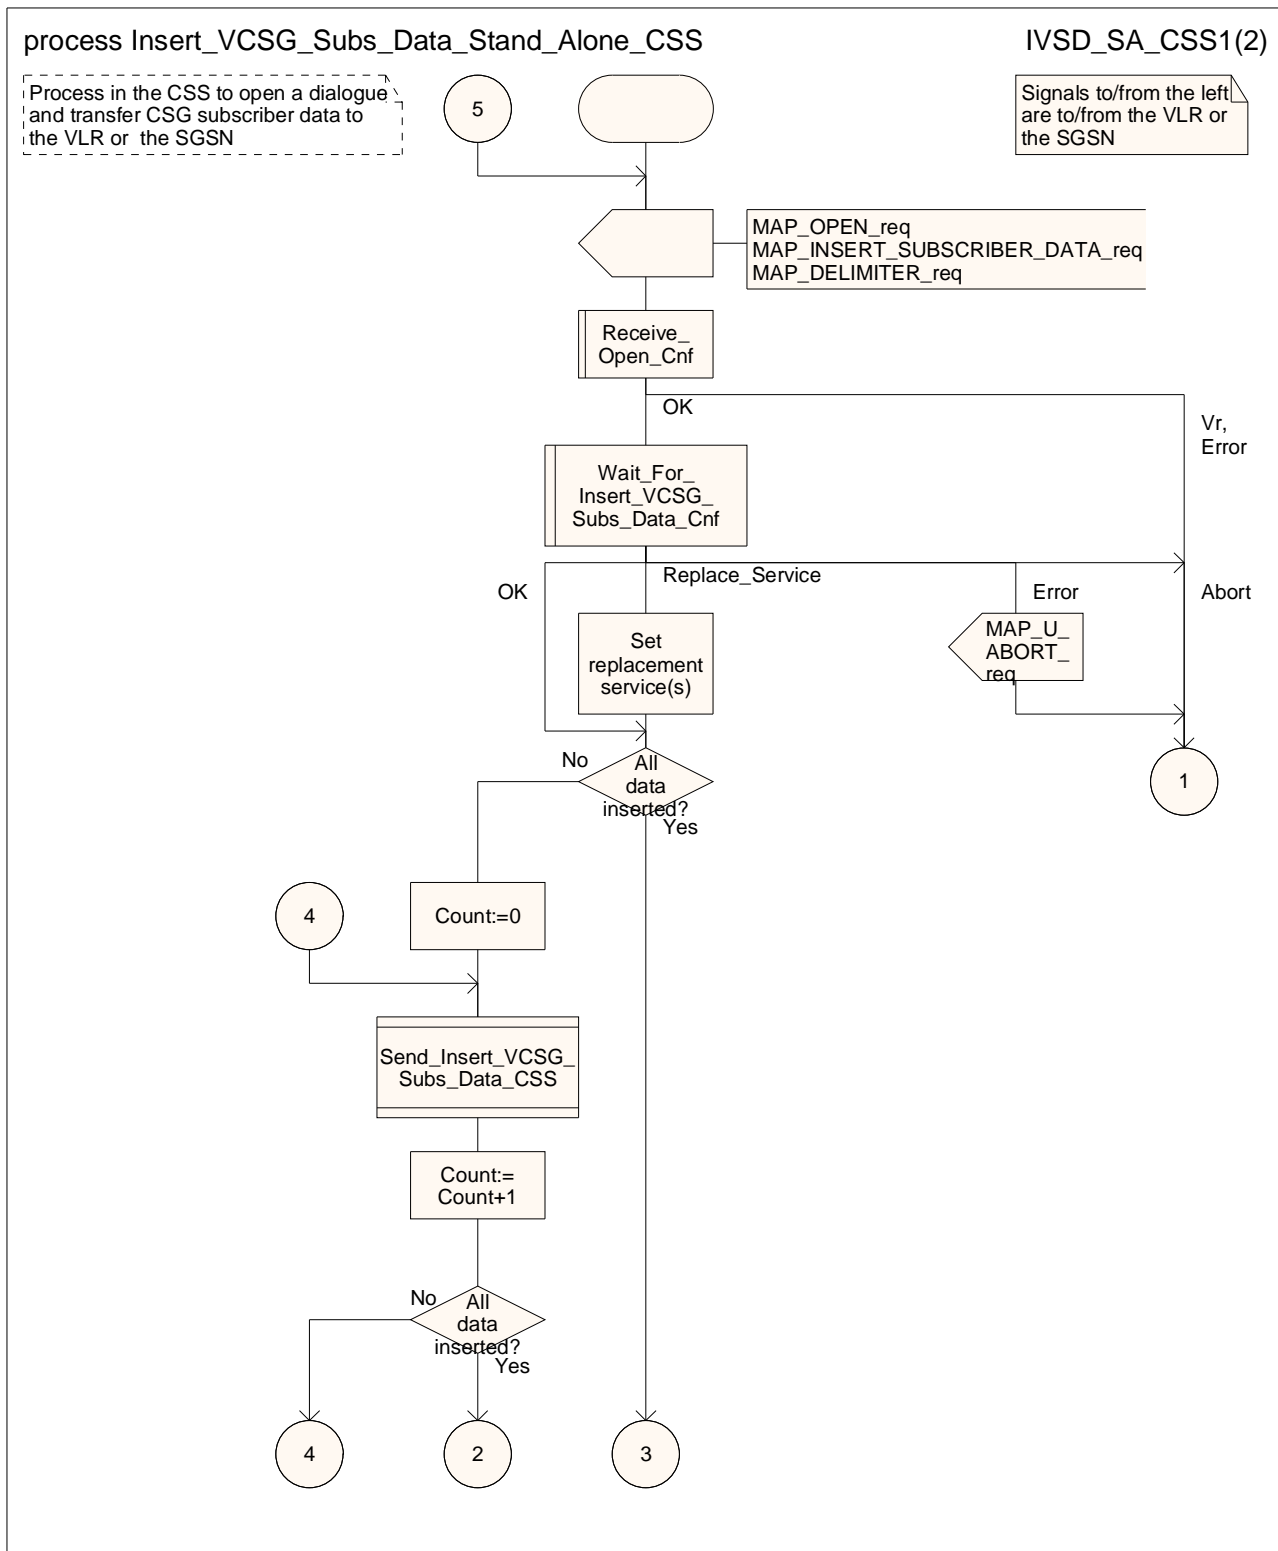 process Insert_VCSG_Subs_Data_Stand_Alone_CSS
IVSD_SA_CSS1(2)
Process in the CSS to open a dialogue
and transfer CSG subscriber data to
the VLR or the SGSN
5
Signals to/from the left
are to/from the VLR or
the SGSN
MAP_OPEN_req
MAP_INSERT_SUBSCRIBER_DATA_req
MAP_DELIMITER_req
Receive_
Open_Cnf
OK
Vr,
Error
Wait_For_
Insert_VCSG_
Subs_Data_Cnf
OK
Replace_Service
Error
Abort
Set
replacement
service(s)
MAP_U_
ABORT_
req
No
All
data
inserted?
Yes
1
4
Count:=0
Send_Insert_VCSG_
Subs_Data_CSS
Count:=
Count+1
No
All
data
inserted?
Yes
4
2
3